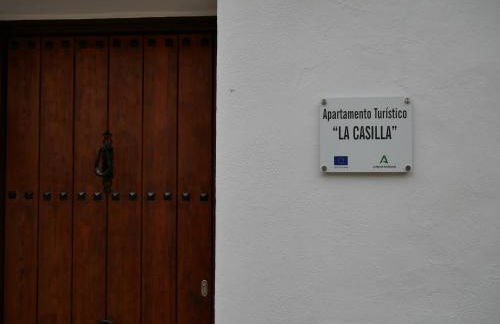 Apartamento Turístico
"LA CASILLA"